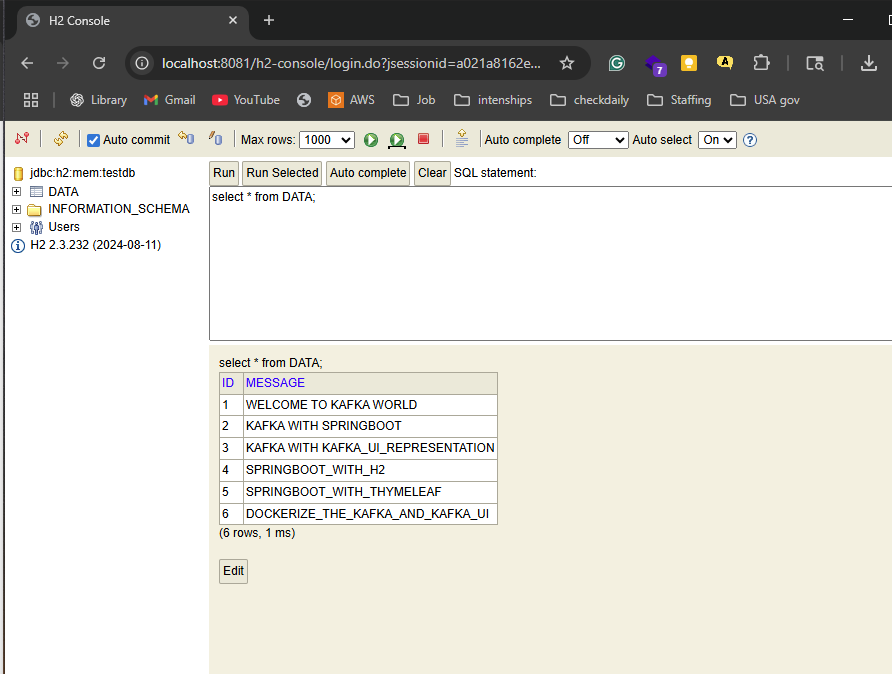 H2 Console
localhost:8081/h2-console/login.do?jsessionid=a021a8162e...
7
A
Library Gmail YouTube AWS Job intenships checkdaily Staffing USA gov
Auto commit Max rows: 1000 Auto complete Off Auto select On ?
jdbc:h2:mem:testdb
DATA
INFORMATION_SCHEMA
Users
H2 2.3.232 (2024-08-11)
Run Run Selected Auto complete Clear SQL statement:
select * from DATA;
select * from DATA;
ID MESSAGE
1 WELCOME TO KAFKA WORLD
2 KAFKA WITH SPRINGBOOT
3 KAFKA WITH KAFKA_UI_REPRESENTATION
4 SPRINGBOOT_WITH_H2
5 SPRINGBOOT_WITH_THYMELEAF
6 DOCKERIZE_THE_KAFKA_AND_KAFKA_UI
(6 rows, 1 ms)
Edit